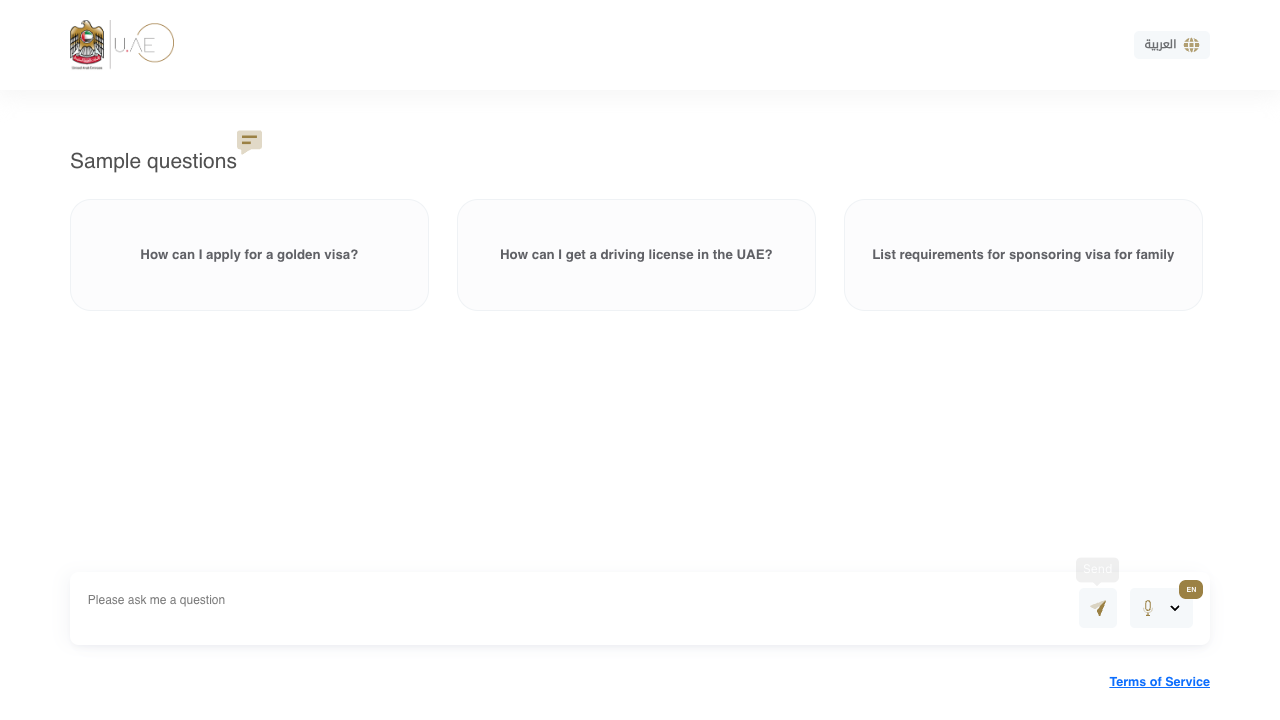 U.AE
العربية
Sample questions
How can I apply for a golden visa?
How can I get a driving license in the UAE?
List requirements for sponsoring visa for family
Send
Please ask me a question
EN
Terms of Service